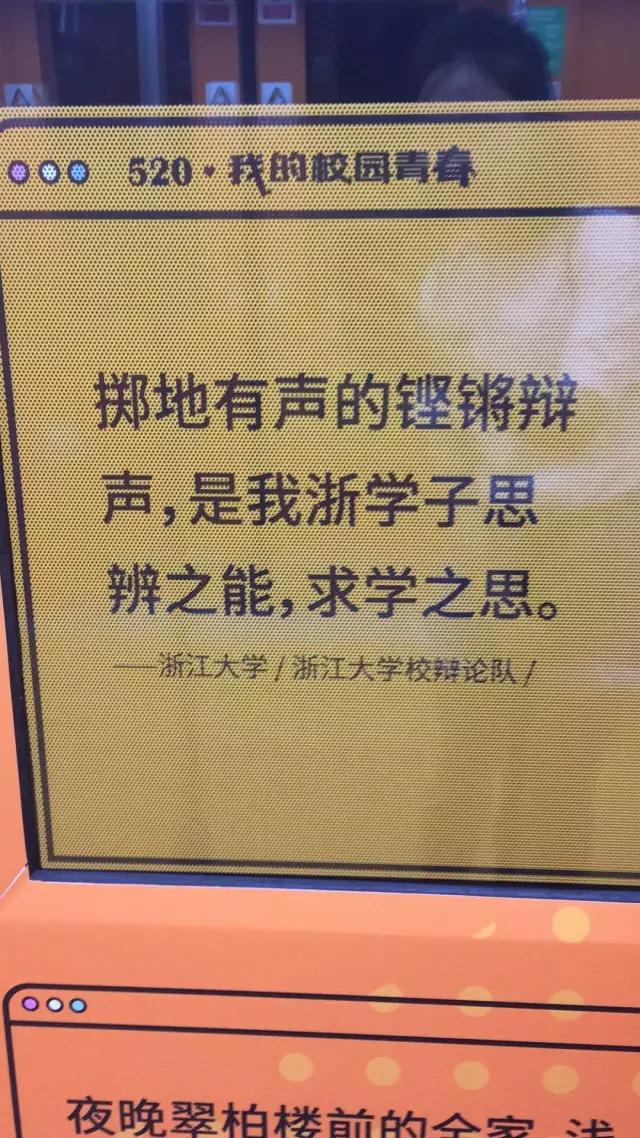 520·我的校园青春
掷地有声的铿锵辩
声,是我浙学子思
辨之能,求学之思。
——浙江大学 / 浙江大学校辩论队 /
夜晚翠柏楼前的全家、浅